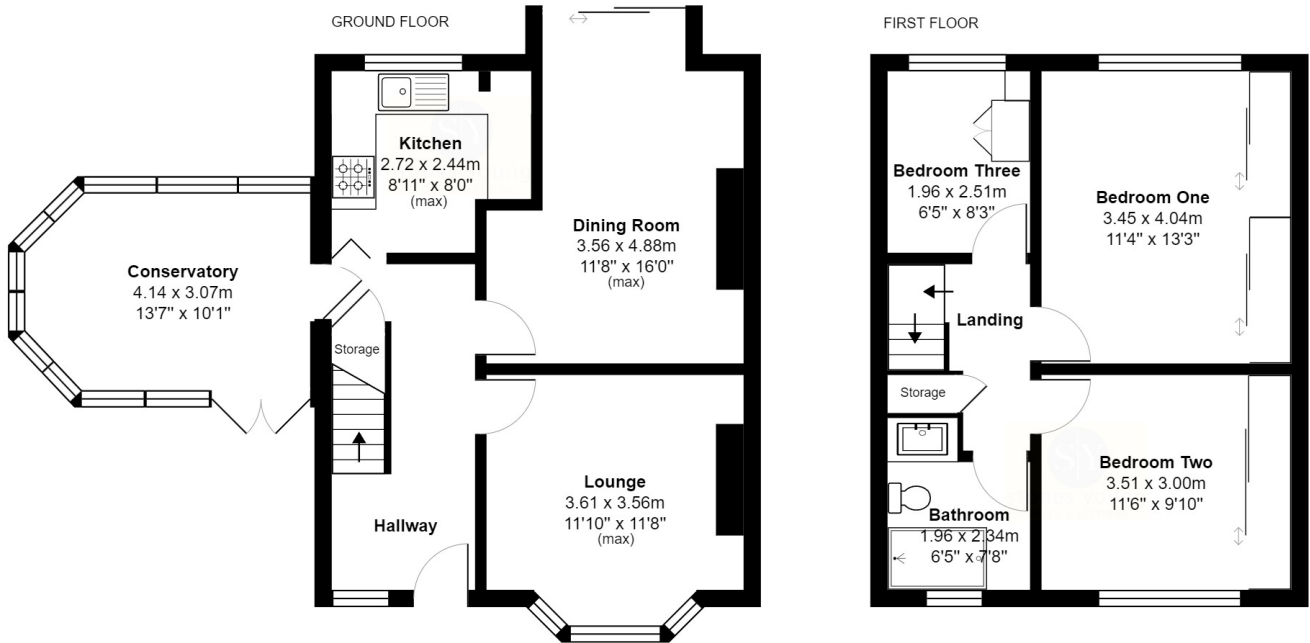 GROUND FLOOR
Kitchen
2.72 x 2.44m
8'11" x 8'0"
(max)
Dining Room
3.56 x 4.88m
11'8" x 16'0"
(max)
Conservatory
4.14 x 3.07m
13'7" x 10'1"
Storage
Lounge
3.61 x 3.56m
11'10" x 11'8"
(max)
Hallway
FIRST FLOOR
Bedroom Three
1.96 x 2.51m
6'5" x 8'3"
Bedroom One
3.45 x 4.04m
11'4" x 13'3"
Landing
Storage
Bedroom Two
3.51 x 3.00m
11'6" x 9'10"
Bathroom
1.96 x 2.34m
6'5" x 7'8"